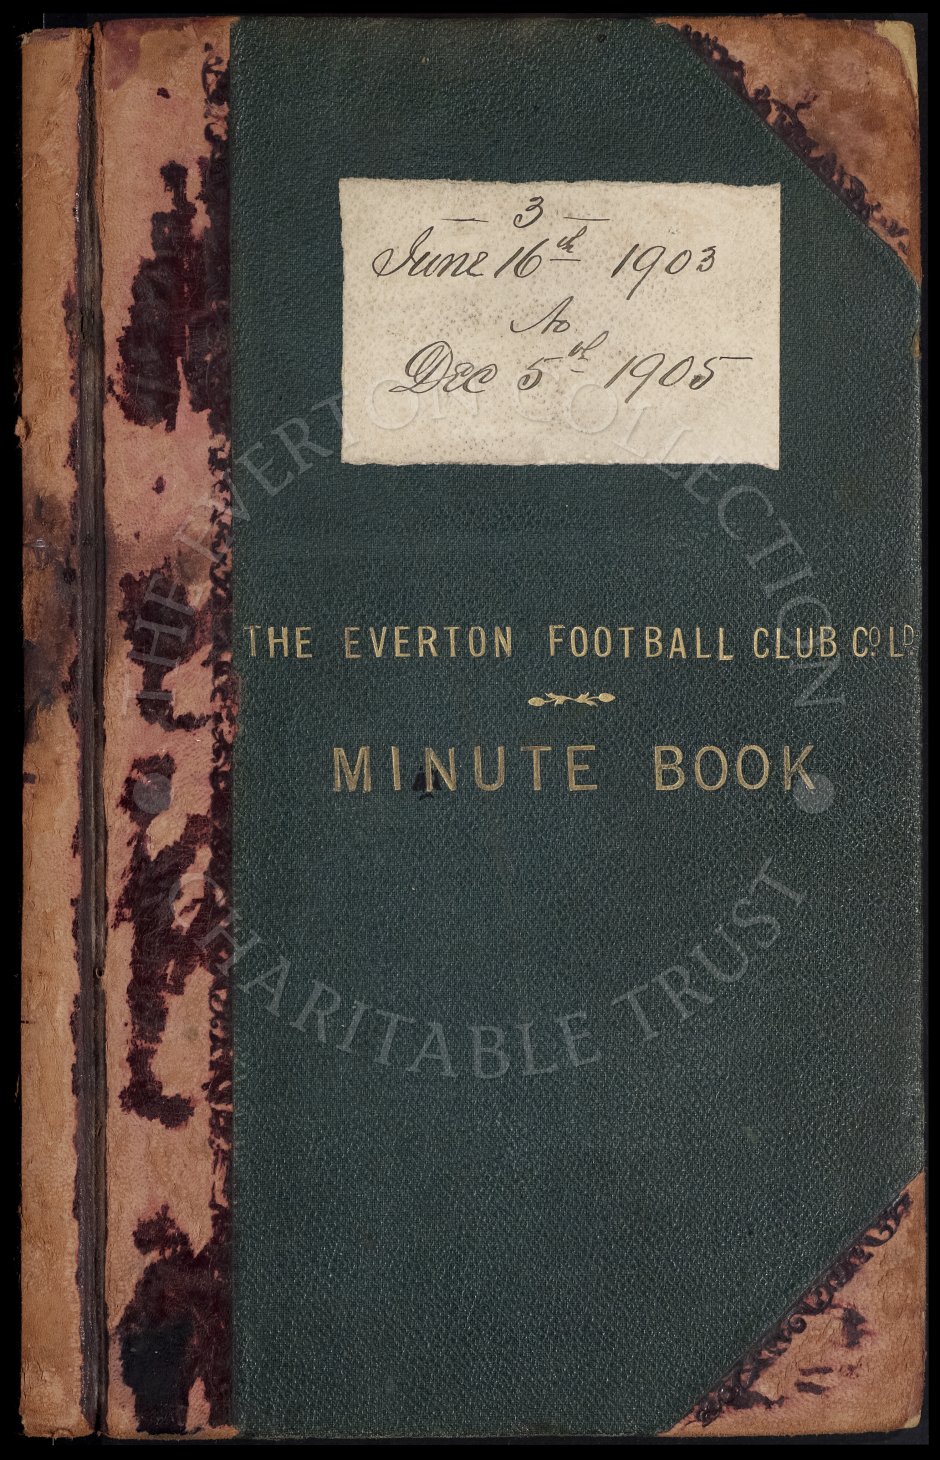 — 3 —
June 16th 1903
to
Dec 5th 1905
THE EVERTON FOOTBALL CLUB Co. LD
MINUTE BOOK
THE EVERTON COLLECTION
CHARITABLE TRUST